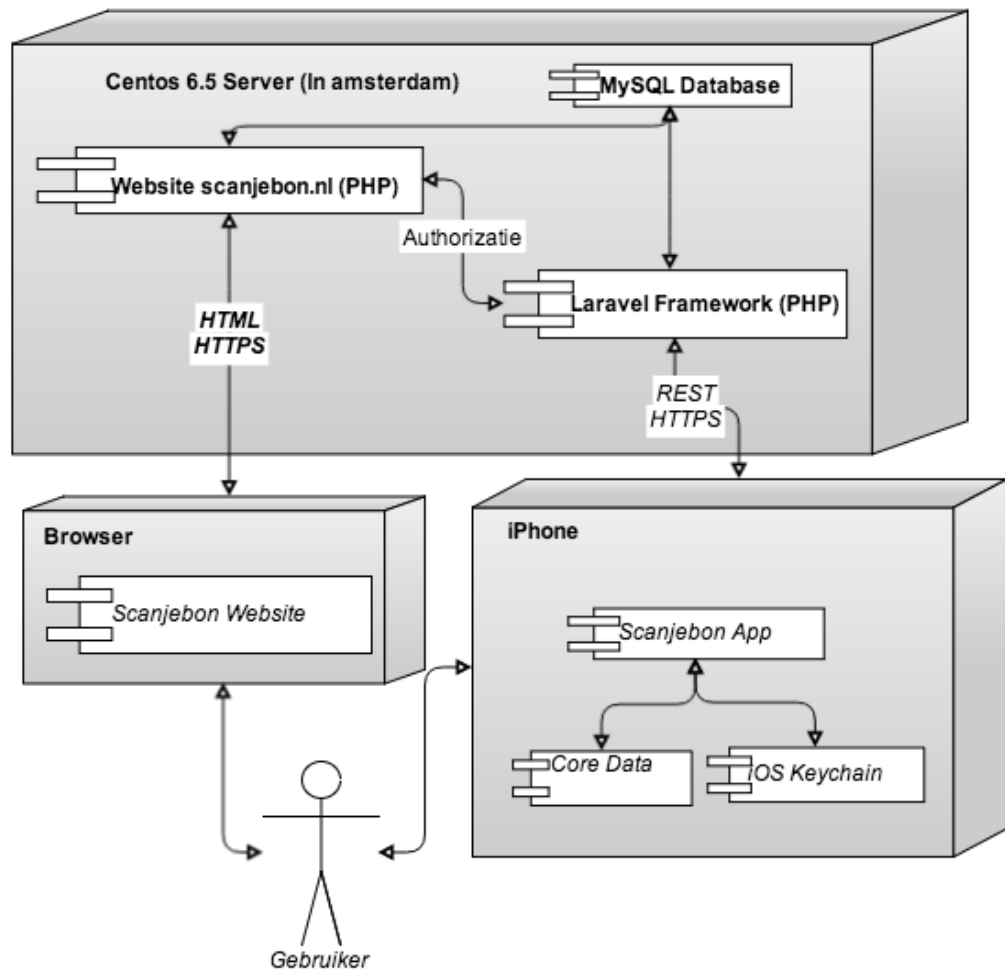 Centos 6.5 Server (In amsterdam)
MySQL Database
Website scanjebon.nl (PHP)
Authorizatie
Laravel Framework (PHP)
HTML
HTTPS
REST
HTTPS
Browser
Scanjebon Website
iPhone
Scanjebon App
Core Data
iOS Keychain
Gebruiker